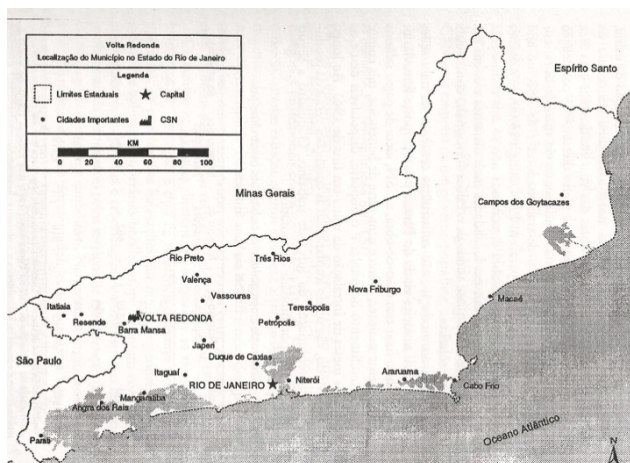 Volta Redonda
Localização do Município no Estado do Rio de Janeiro
Legenda
Limites Estaduais
Capital
Cidades Importantes
CSN
KM
0 20 40 60 80 100
Espírito Santo
Minas Gerais
Campos dos Goytacazes
Rio Preto
Três Rios
Valença
Nova Friburgo
Vassouras
Macaé
Itatiaia
Teresópolis
Resende
VOLTA REDONDA
Petrópolis
Barra Mansa
Japeri
São Paulo
Duque de Caxias
Itaguaí
Araruama
RIO DE JANEIRO
Niterói
Cabo Frio
Mangaratiba
Angra dos Reis
Parati
Oceano Atlântico
N